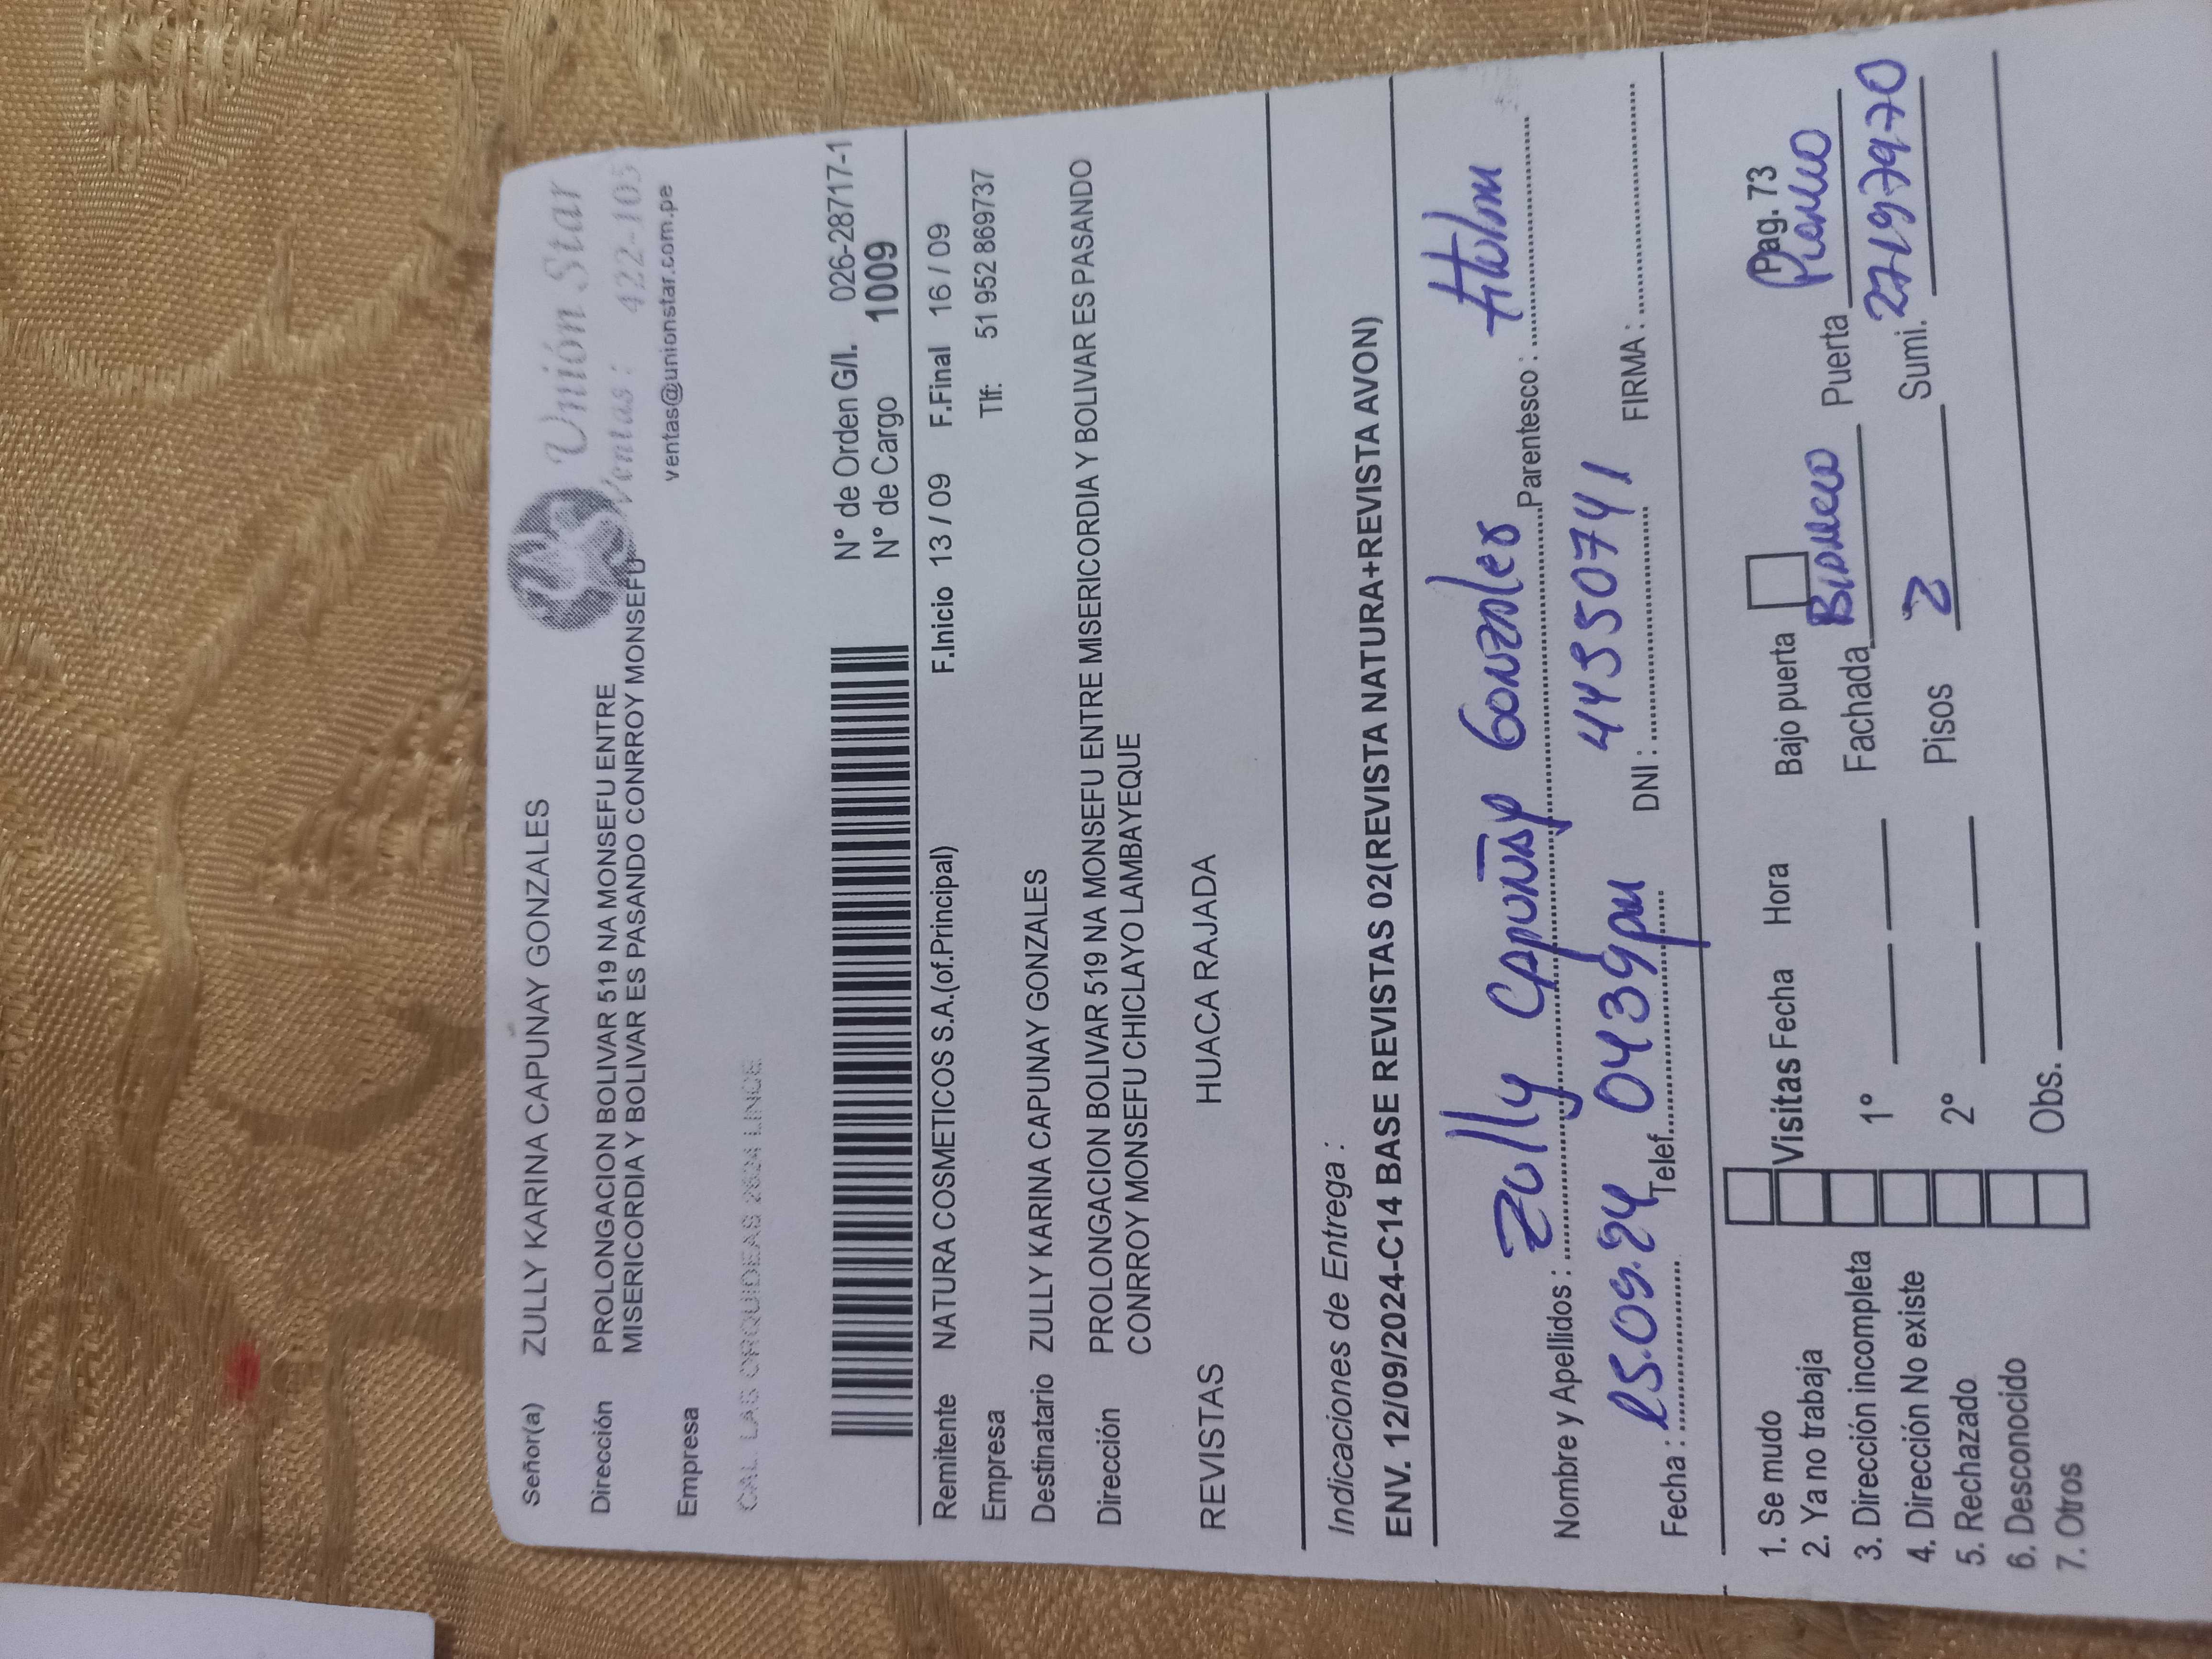 Unión Star
Ventas : 422-105
ventas@unionstar.com.pe
Señor(a) ZULLY KARINA CAPUNAY GONZALES
Dirección PROLONGACION BOLIVAR 519 NA MONSEFU ENTRE
MISERICORDIA Y BOLIVAR ES PASANDO CONRROY MONSEFU
Empresa
CAL LAS ORQUIDEAS 2624 LINCE
N° de Orden G/I. 026-28717-1
N° de Cargo 1009
Remitente NATURA COSMETICOS S.A.(of.Principal) F.Inicio 13 / 09 F.Final 16 / 09
Empresa Tlf: 51 952 869737
Destinatario ZULLY KARINA CAPUNAY GONZALES
Dirección PROLONGACION BOLIVAR 519 NA MONSEFU ENTRE MISERICORDIA Y BOLIVAR ES PASANDO
CONRROY MONSEFU CHICLAYO LAMBAYEQUE
REVISTAS HUACA RAJADA
Indicaciones de Entrega :
ENV. 12/09/2024-C14 BASE REVISTAS 02(REVISTA NATURA+REVISTA AVON)
Nombre y Apellidos : Zully Capuñay Gonzales Parentesco : titular
Fecha : 15.09.24 Telef. 0439pm DNI : 44550741 FIRMA :
Pag. 73
1. Se mudo
2. Ya no trabaja
3. Dirección incompleta
4. Dirección No existe
5. Rechazado
6. Desconocido
7. Otros
Visitas Fecha Hora Bajo puerta
1° Fachada Blanco Puerta
2° Pisos 2 Sumi. 27197970
Obs.